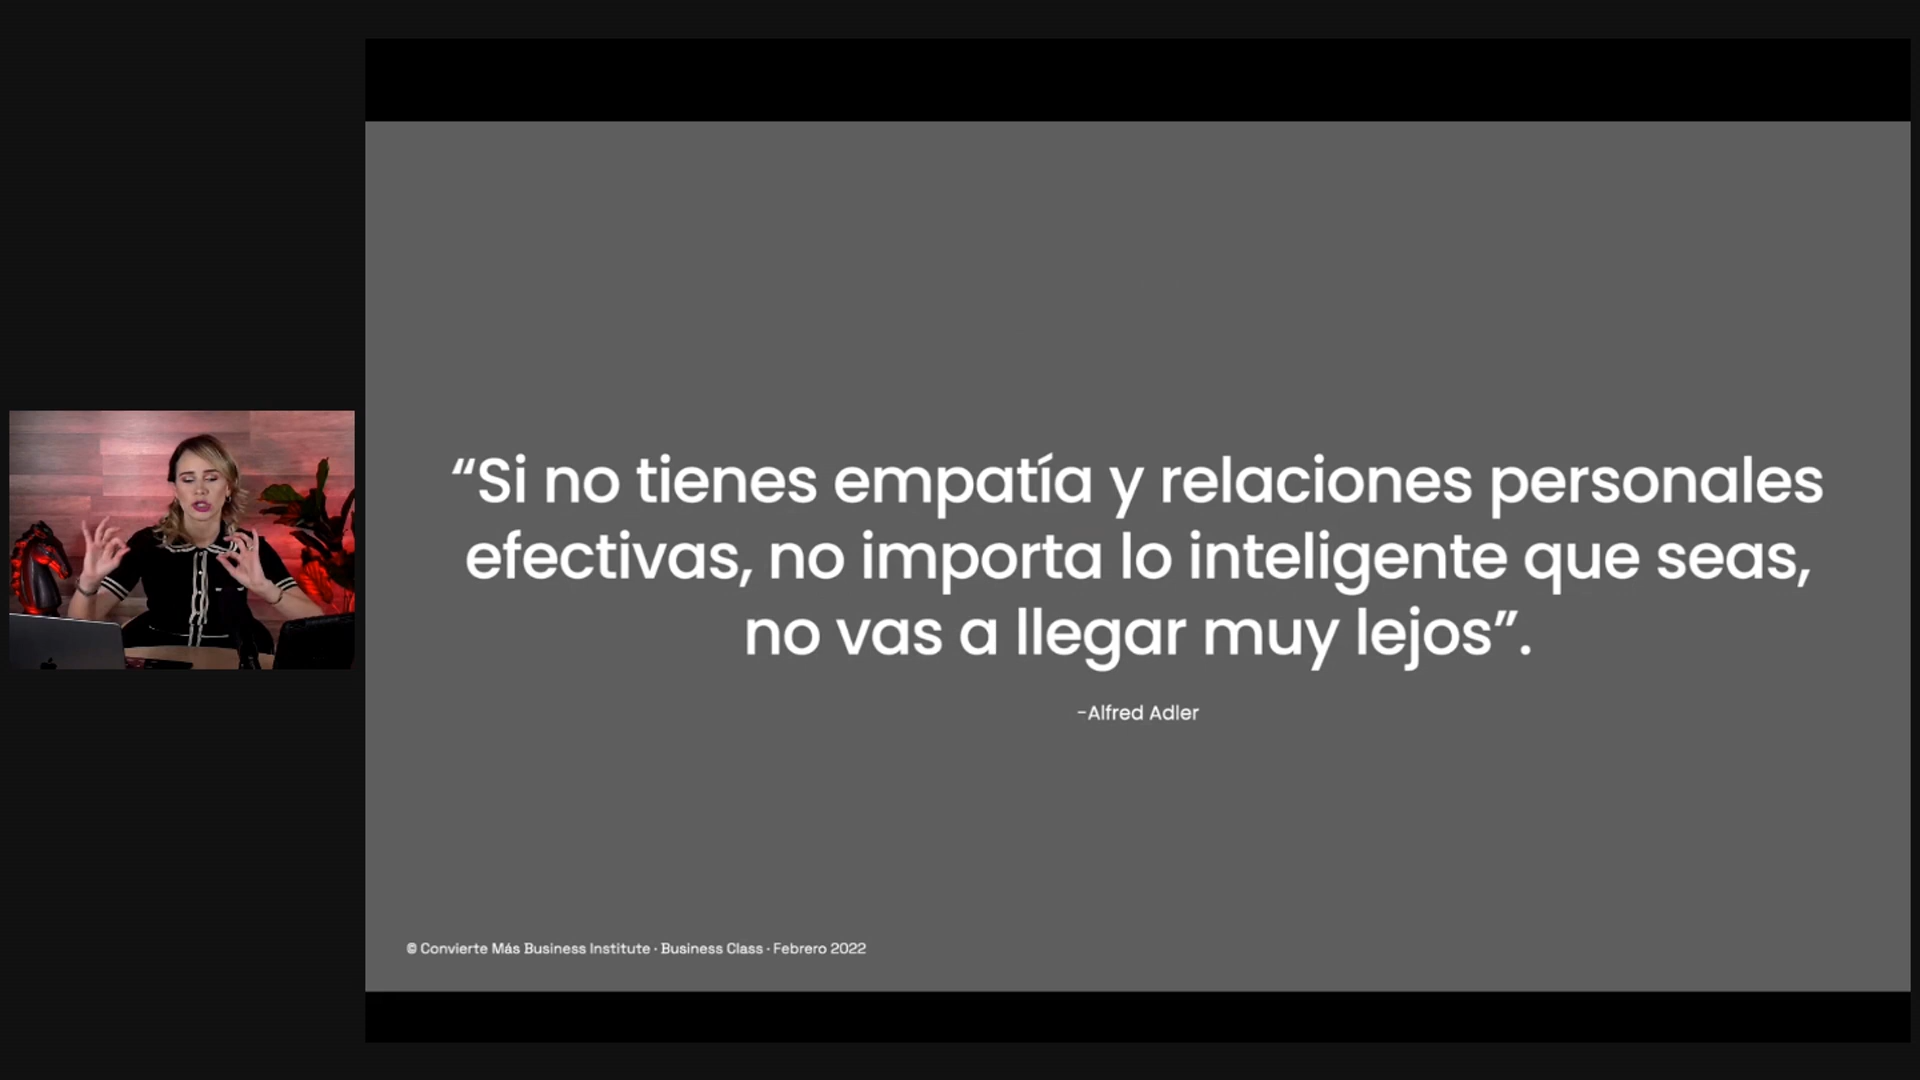 “Si no tienes empatía y relaciones personales
efectivas, no importa lo inteligente que seas,
no vas a llegar muy lejos”.
-Alfred Adler
© Convierte Más Business Institute · Business Class · Febrero 2022